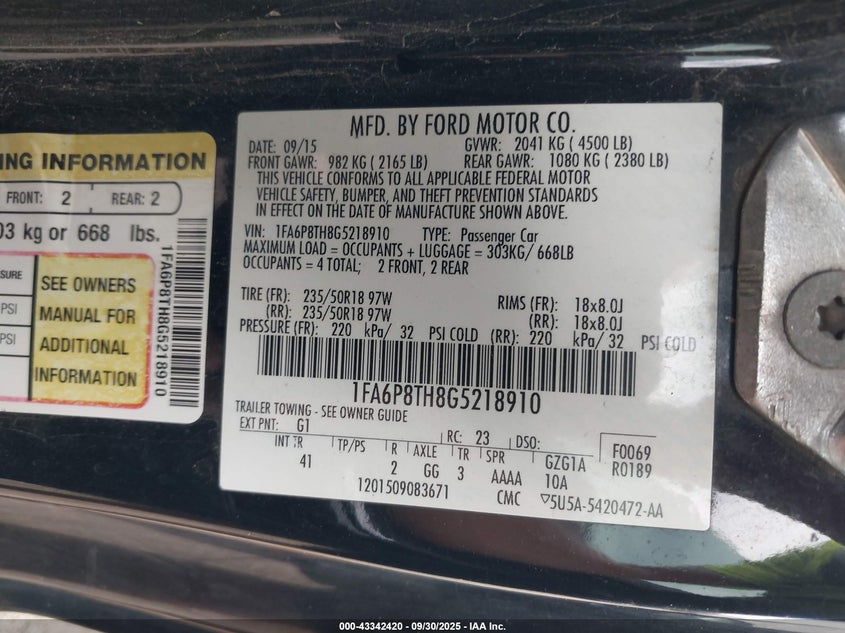 ING INFORMATION
FRONT: 2 REAR: 2
03 kg or 668 lbs.
SURE
PSI
PSI
SEE OWNERS
MANUAL FOR
ADDITIONAL
INFORMATION
1FA6P8TH8G5218910
MFD. BY FORD MOTOR CO.
DATE: 09/15 GVWR: 2041 KG ( 4500 LB)
FRONT GAWR: 982 KG ( 2165 LB) REAR GAWR: 1080 KG ( 2380 LB)
THIS VEHICLE CONFORMS TO ALL APPLICABLE FEDERAL MOTOR
VEHICLE SAFETY, BUMPER, AND THEFT PREVENTION STANDARDS
IN EFFECT ON THE DATE OF MANUFACTURE SHOWN ABOVE.
VIN: 1FA6P8TH8G5218910 TYPE: Passenger Car
MAXIMUM LOAD = OCCUPANTS + LUGGAGE = 303KG/ 668LB
OCCUPANTS = 4 TOTAL; 2 FRONT, 2 REAR
TIRE (FR): 235/50R18 97W RIMS (FR): 18x8.0J
(RR): 235/50R18 97W (RR): 18x8.0J
PRESSURE (FR): 220 kPa/ 32 PSI COLD (RR): 220 kPa/ 32 PSI COLD
1FA6P8TH8G5218910
TRAILER TOWING - SEE OWNER GUIDE
EXT PNT: G1 RC: 23 DSO: F0069
INT TR TP/PS R AXLE TR SPR GZG1A R0189
41 2 GG 3 AAAA 10A
1201509083671 CMC ▽5U5A-5420472-AA
000-43342420 • 09/30/2025 - IAA Inc.